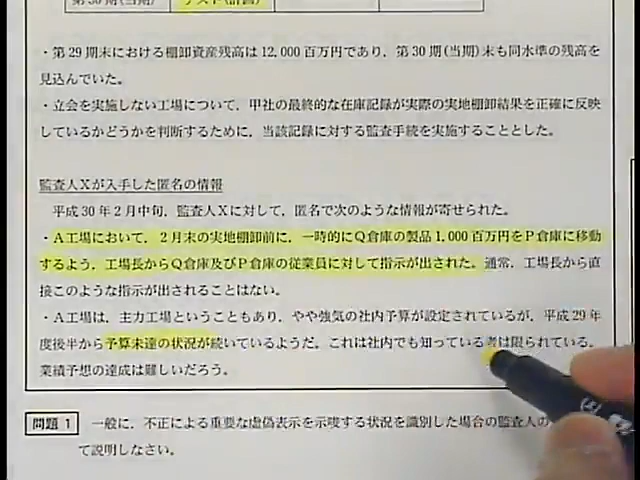 第30期(当期)
テスト(計画)
・第29期末における棚卸資産残高は12,000百万円であり、第30期(当期)末も同水準の残高を
見込んでいた。
・立会を実施しない工場について、甲社の最終的な在庫記録が実際の実地棚卸結果を正確に反映
しているかどうかを判断するために、当該記録に対する監査手続を実施することとした。
監査人Xが入手した匿名の情報
平成30年2月中旬、監査人Xに対して、匿名で次のような情報が寄せられた。
・A工場において、2月末の実地棚卸前に、一時的にQ倉庫の製品1,000百万円をP倉庫に移動
するよう、工場長からQ倉庫及びP倉庫の従業員に対して指示が出された。通常、工場長から直
接このような指示が出されることはない。
・A工場は、主力工場ということもあり、やや強気の社内予算が設定されているが、平成29年
度後半から予算未達の状況が続いているようだ。これは社内でも知っている者は限られている。
業績予想の達成は難しいだろう。
問題1 一般に、不正による重要な虚偽表示を示唆する状況を識別した場合の監査人の
て説明しなさい。